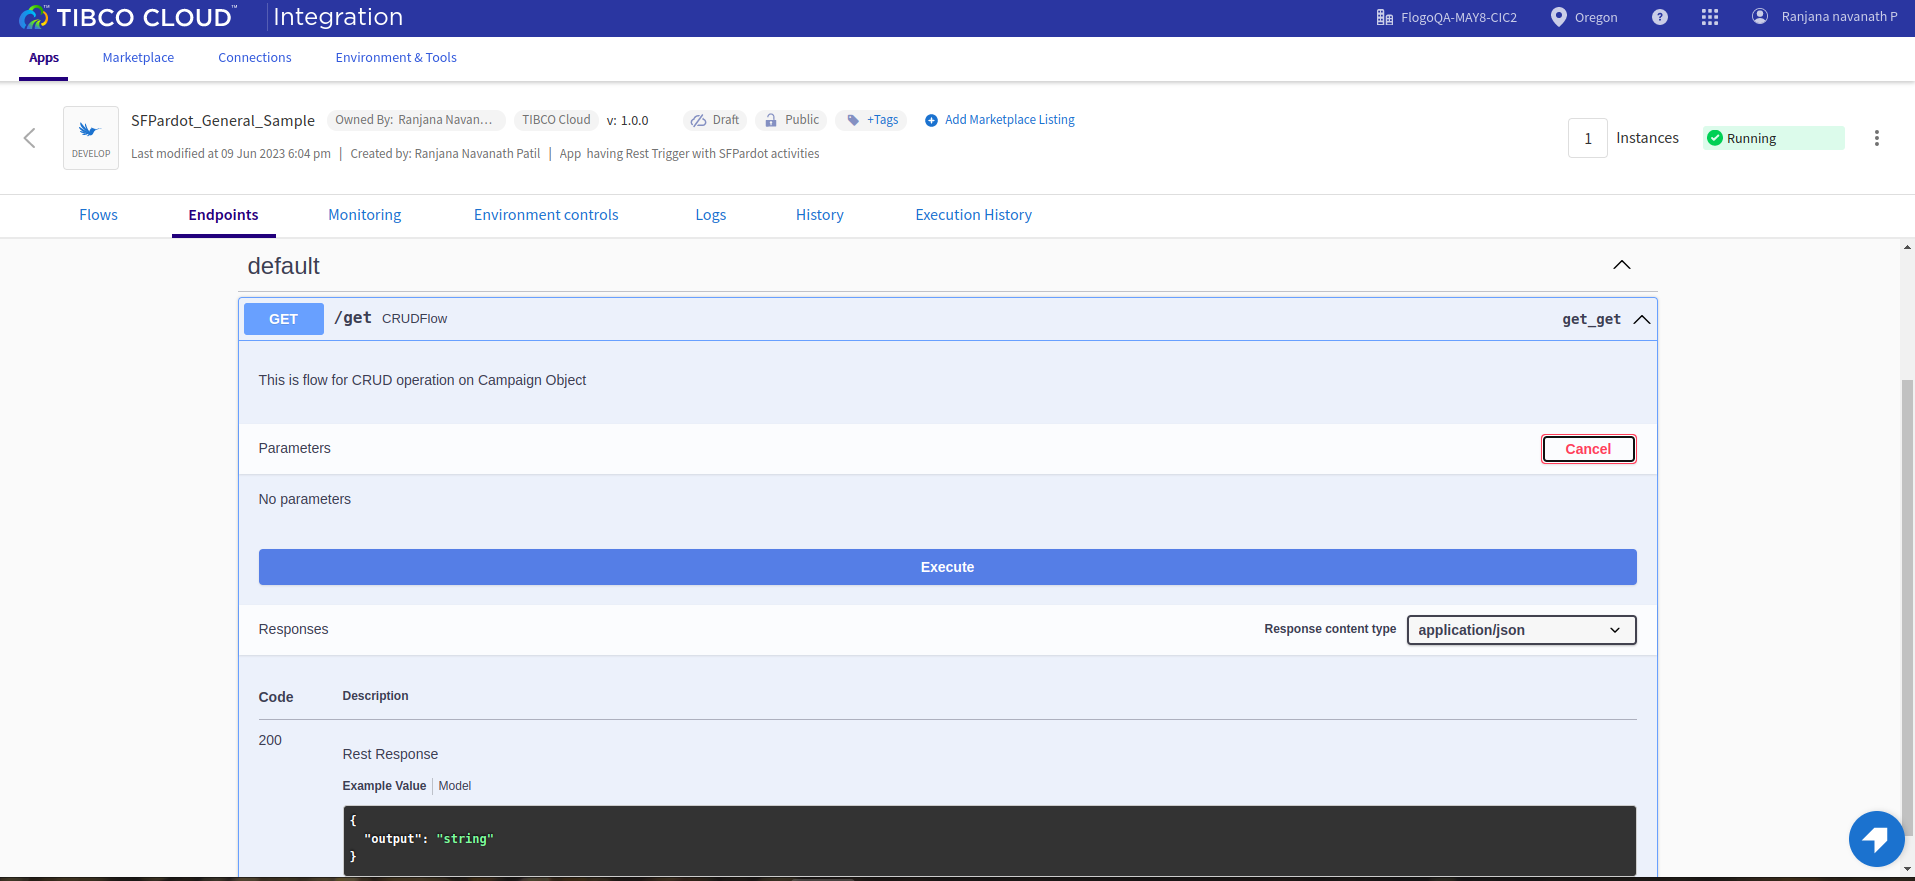 TIBCO CLOUD™ Integration FlogoQA-MAY8-CIC2 Oregon ? Ranjana navanath P
Apps Marketplace Connections Environment & Tools
SFPardot_General_Sample Owned By: Ranjana Navan... TIBCO Cloud v: 1.0.0 Draft Public +Tags Add Marketplace Listing
DEVELOP
Last modified at 09 Jun 2023 6:04 pm | Created by: Ranjana Navanath Patil | App having Rest Trigger with SFPardot activities
1 Instances Running
Flows Endpoints Monitoring Environment controls Logs History Execution History
default
GET /get CRUDFlow get_get
This is flow for CRUD operation on Campaign Object
Parameters Cancel
No parameters
Execute
Responses Response content type application/json
Code Description
200
Rest Response
Example Value | Model
{
"output": "string"
}